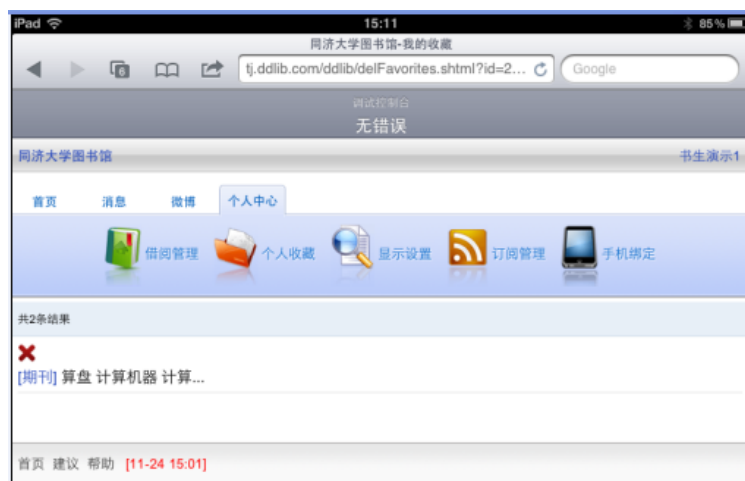 iPad 15:11 85%
同济大学图书馆-我的收藏
6 tj.ddlib.com/ddlib/delFavorites.shtml?id=2... Google
调试控制台
无错误
同济大学图书馆 书生演示1
首页 消息 微博 个人中心
借阅管理 个人收藏 显示设置 订阅管理 手机绑定
共2条结果
[期刊] 算盘 计算机器 计算...
首页 建议 帮助 [11-24 15:01]